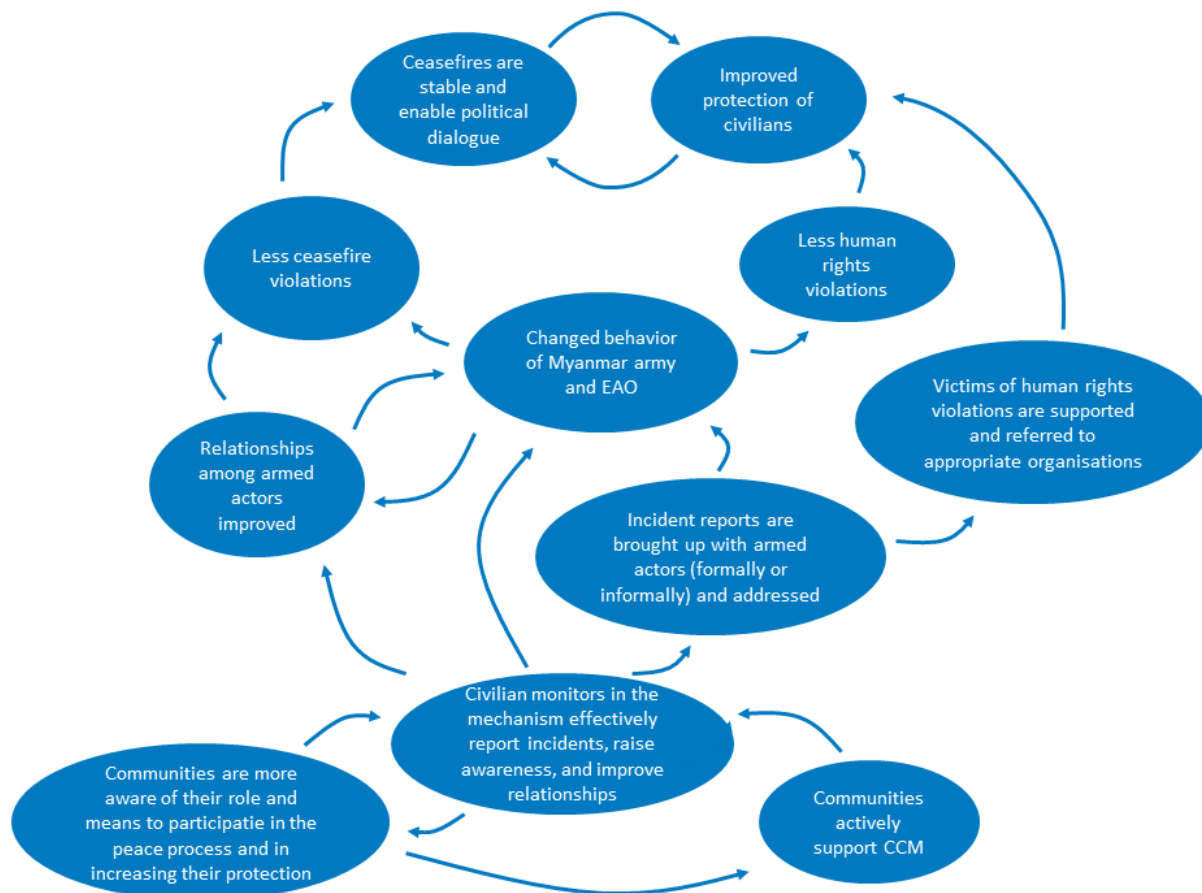 Ceasefires are
stable and
enable political
dialogue
Improved
protection of
civilians
Less ceasefire
violations
Less human
rights
violations
Changed behavior
of Myanmar army
and EAO
Victims of human rights
violations are supported
and referred to
appropriate organisations
Relationships
among armed
actors
improved
Incident reports are
brought up with armed
actors (formally or
informally) and addressed
Civilian monitors in the
mechanism effectively
report incidents, raise
awareness, and improve
relationships
Communities are more
aware of their role and
means to participatie in the
peace process and in
increasing their protection
Communities
actively
support CCM